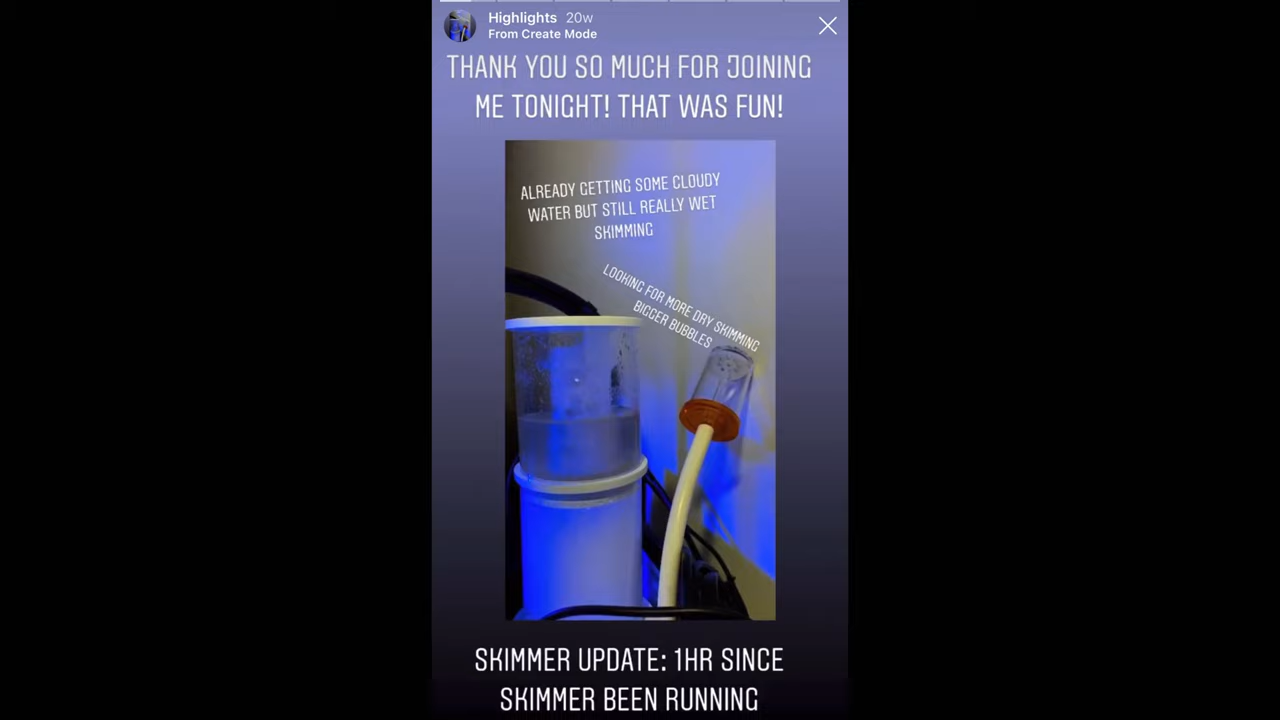 Highlights 20w
From Create Mode
THANK YOU SO MUCH FOR JOINING
ME TONIGHT! THAT WAS FUN!
ALREADY GETTING SOME CLOUDY
WATER BUT STILL REALLY WET
SKIMMING
LOOKING FOR MORE DRY SKIMMING
BIGGER BUBBLES
SKIMMER UPDATE: 1HR SINCE
SKIMMER BEEN RUNNING